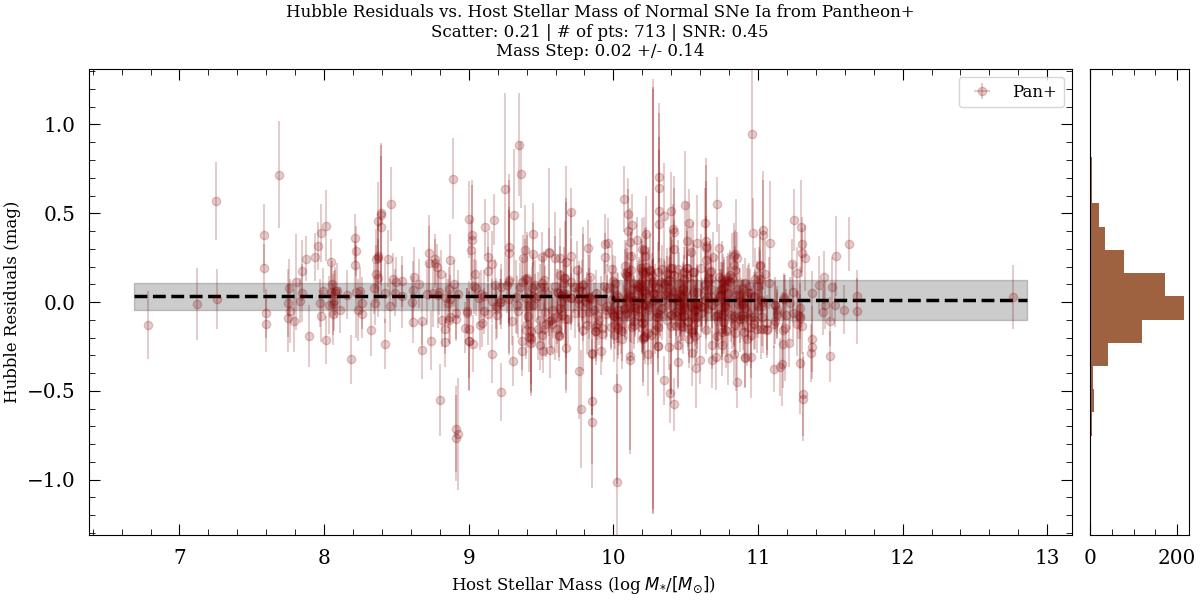 Hubble Residuals vs. Host Stellar Mass of Normal SNe Ia from Pantheon+
Scatter: 0.21 | # of pts: 713 | SNR: 0.45
Mass Step: 0.02 +/- 0.14
Pan+
Hubble Residuals (mag)
1.0
0.5
0.0
−0.5
−1.0
7 8 9 10 11 12 13
0 200
Host Stellar Mass (log M*/[M⊙])